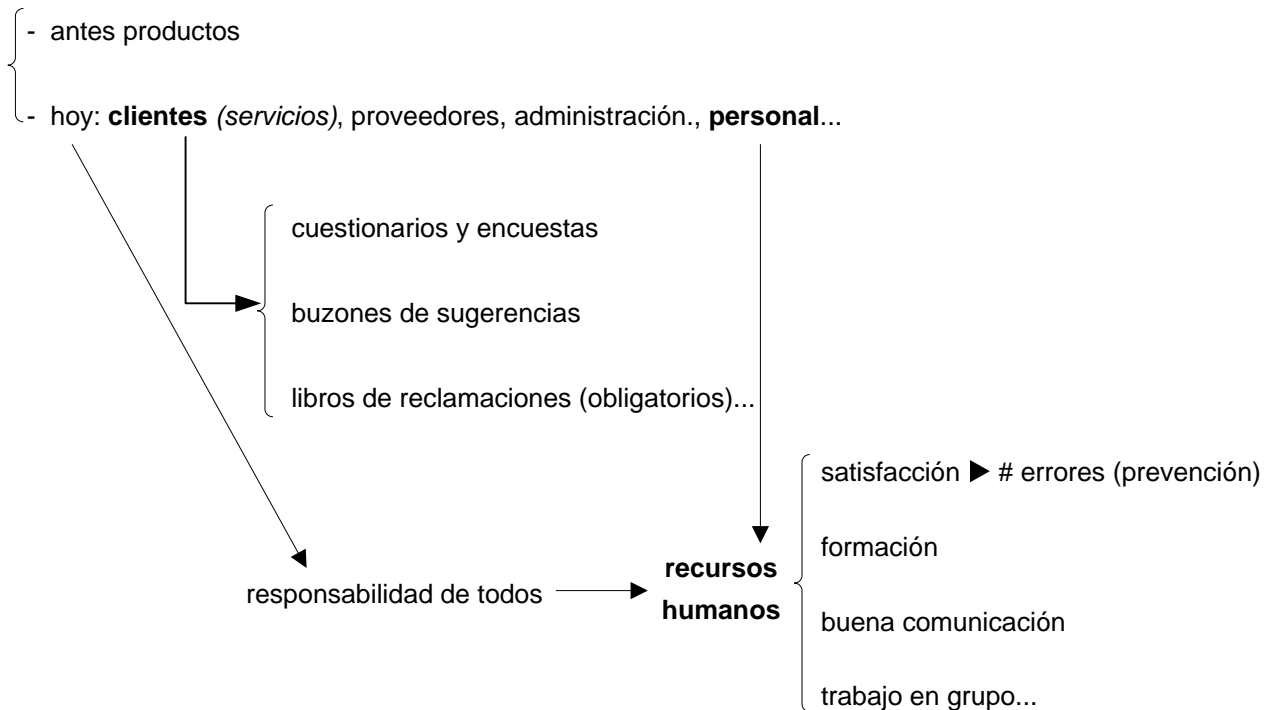 - antes productos
- hoy: clientes (servicios), proveedores, administración., personal...
cuestionarios y encuestas
buzones de sugerencias
libros de reclamaciones (obligatorios)...
responsabilidad de todos
recursos
humanos
satisfacción ▶ # errores (prevención)
formación
buena comunicación
trabajo en grupo...